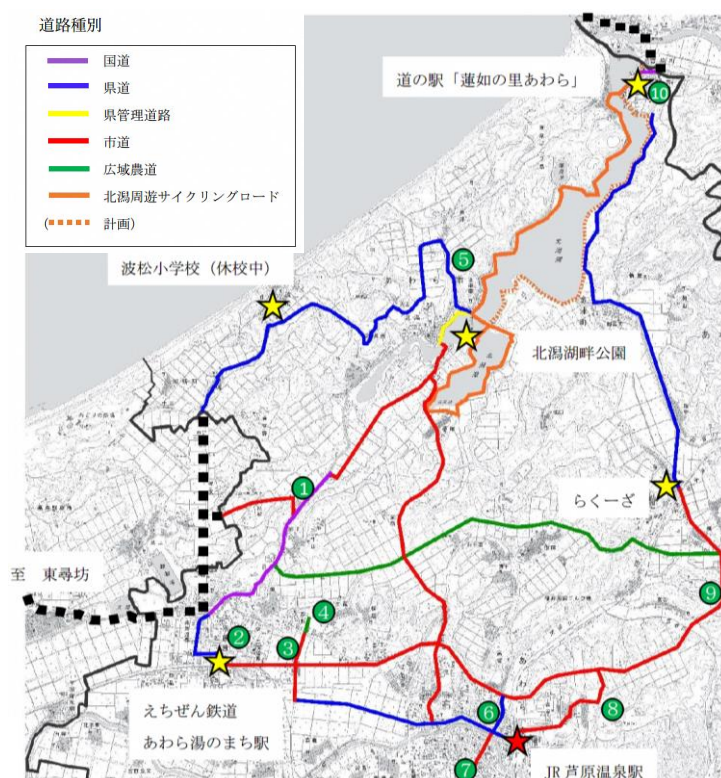 道路種別
国道
県道
県管理道路
市道
広域農道
北潟周遊サイクリングロード
( 計画)
道の駅「蓮如の里あわら」
⑩
波松小学校（休校中）
⑤
北潟湖畔公園
①
らくーざ
至 東尋坊
⑨
④
②
③
えちぜん鉄道
あわら湯のまち駅
⑥
⑧
⑦
JR芦原温泉駅